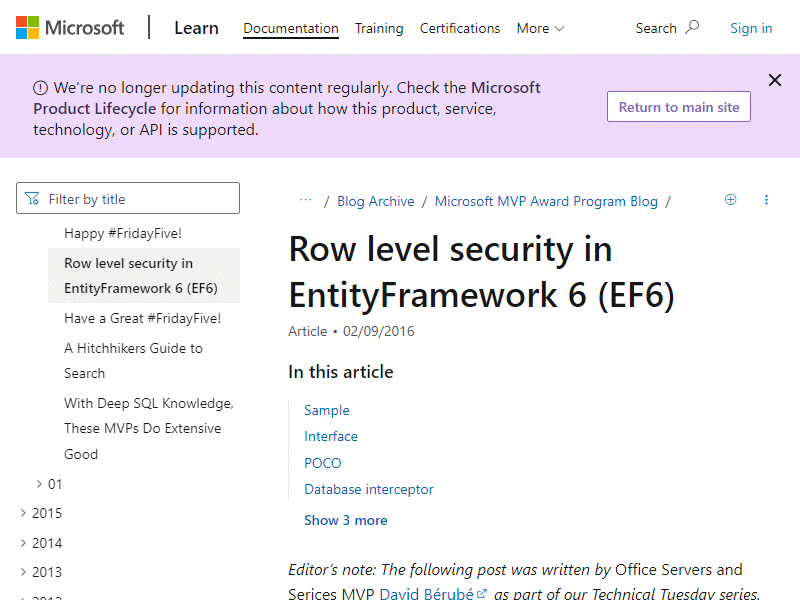 Microsoft Learn Documentation Training Certifications More Search Sign in
We're no longer updating this content regularly. Check the Microsoft
Product Lifecycle for information about how this product, service,
technology, or API is supported.
Return to main site
Filter by title
Happy #FridayFive!
Row level security in
EntityFramework 6 (EF6)
Have a Great #FridayFive!
A Hitchhikers Guide to
Search
With Deep SQL Knowledge,
These MVPs Do Extensive
Good
01
2015
2014
2013
... / Blog Archive / Microsoft MVP Award Program Blog /
Row level security in
EntityFramework 6 (EF6)
Article • 02/09/2016
In this article
Sample
Interface
POCO
Database interceptor
Show 3 more
Editor's note: The following post was written by Office Servers and
Serices MVP David Bérubé as part of our Technical Tuesday series.